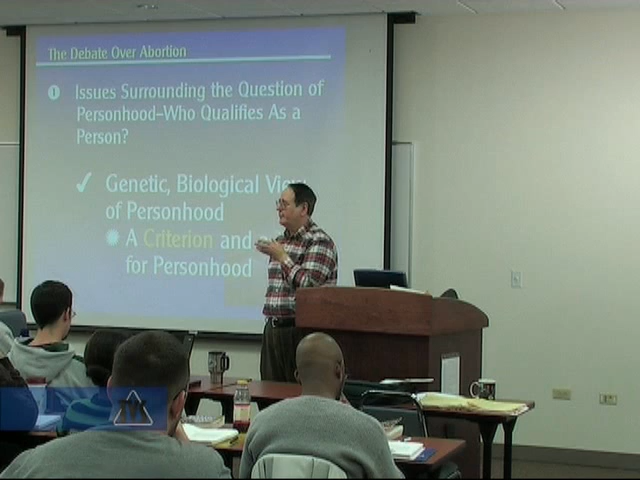 The Debate Over Abortion
Issues Surrounding the Question of
Personhood–Who Qualifies As a
Person?
Genetic, Biological View
of Personhood
A Criterion and
for Personhood